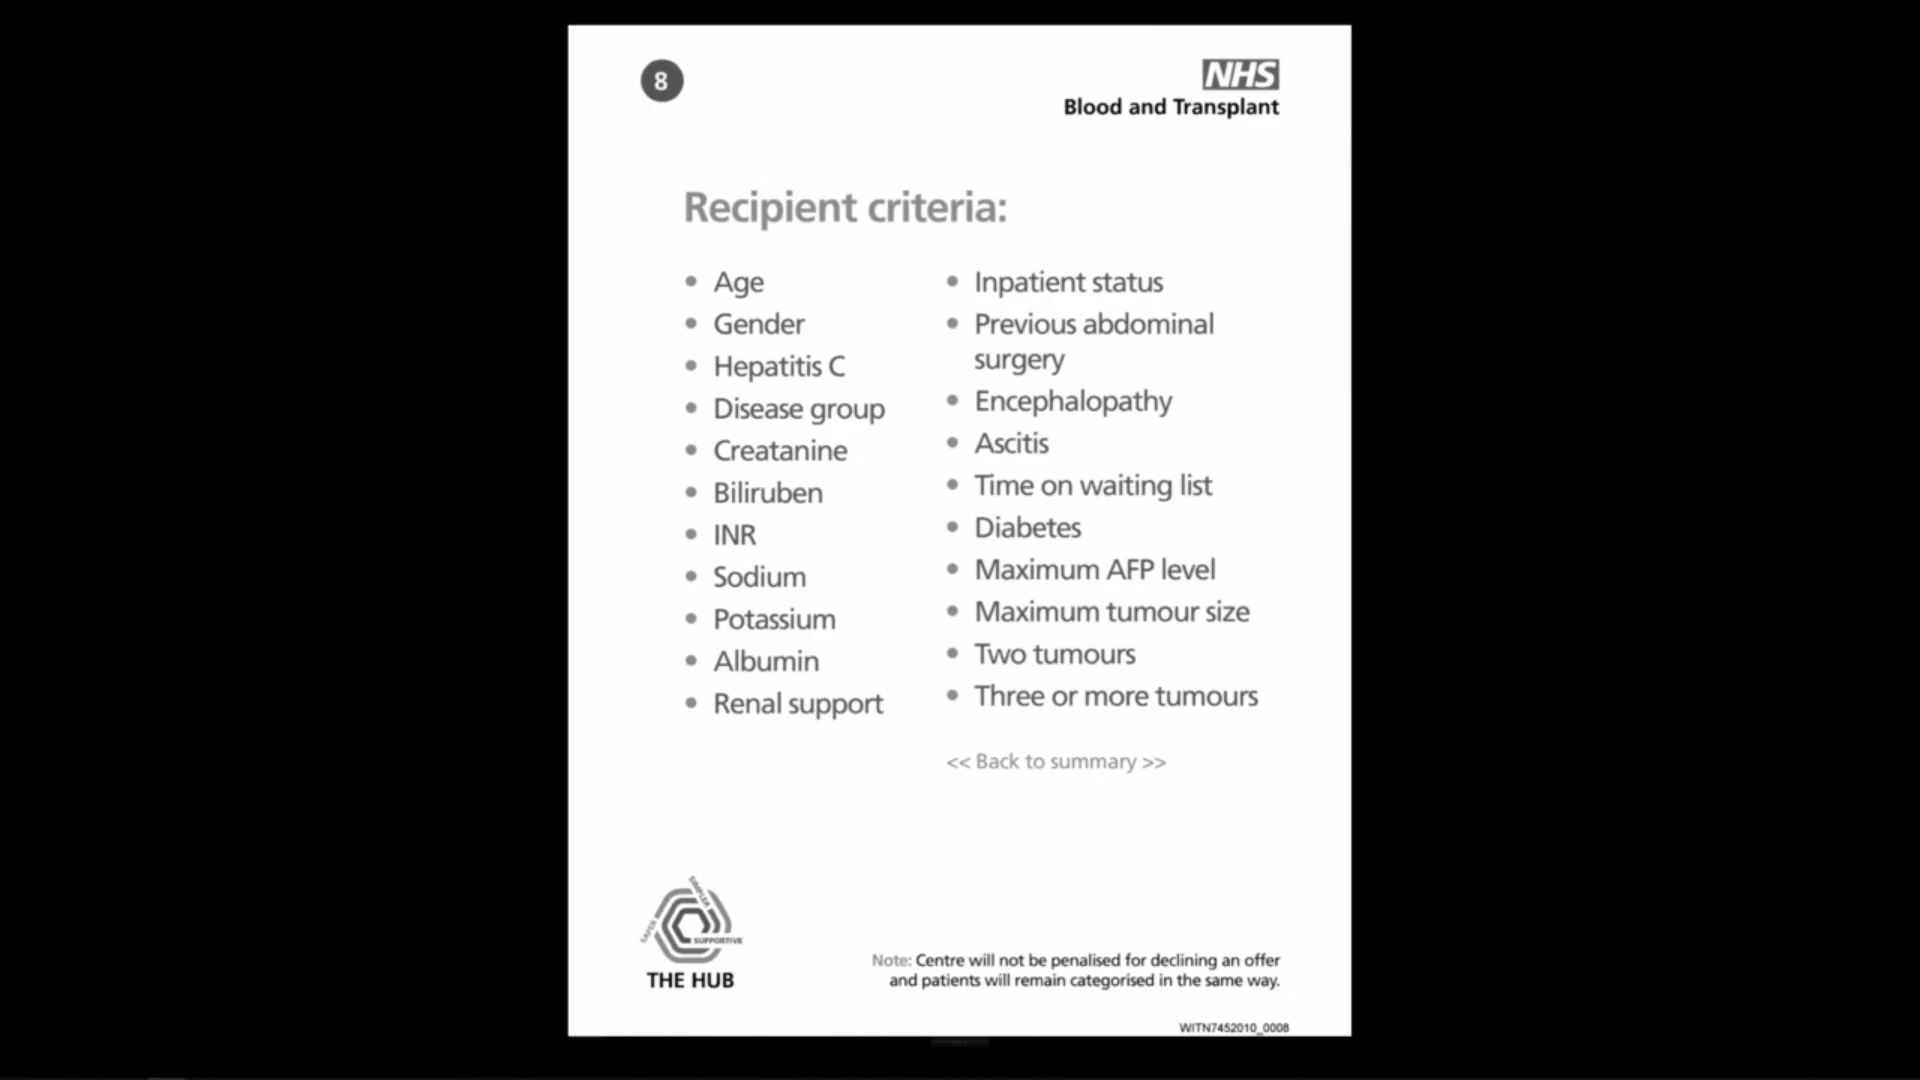 8
NHS
Blood and Transplant
Recipient criteria:
• Age
• Gender
• Hepatitis C
• Disease group
• Creatanine
• Biliruben
• INR
• Sodium
• Potassium
• Albumin
• Renal support
• Inpatient status
• Previous abdominal
surgery
• Encephalopathy
• Ascitis
• Time on waiting list
• Diabetes
• Maximum AFP level
• Maximum tumour size
• Two tumours
• Three or more tumours
<< Back to summary >>
SAFER
SIMPLER
SUPPORTIVE
THE HUB
Note: Centre will not be penalised for declining an offer
and patients will remain categorised in the same way.
WITN7452010_0008